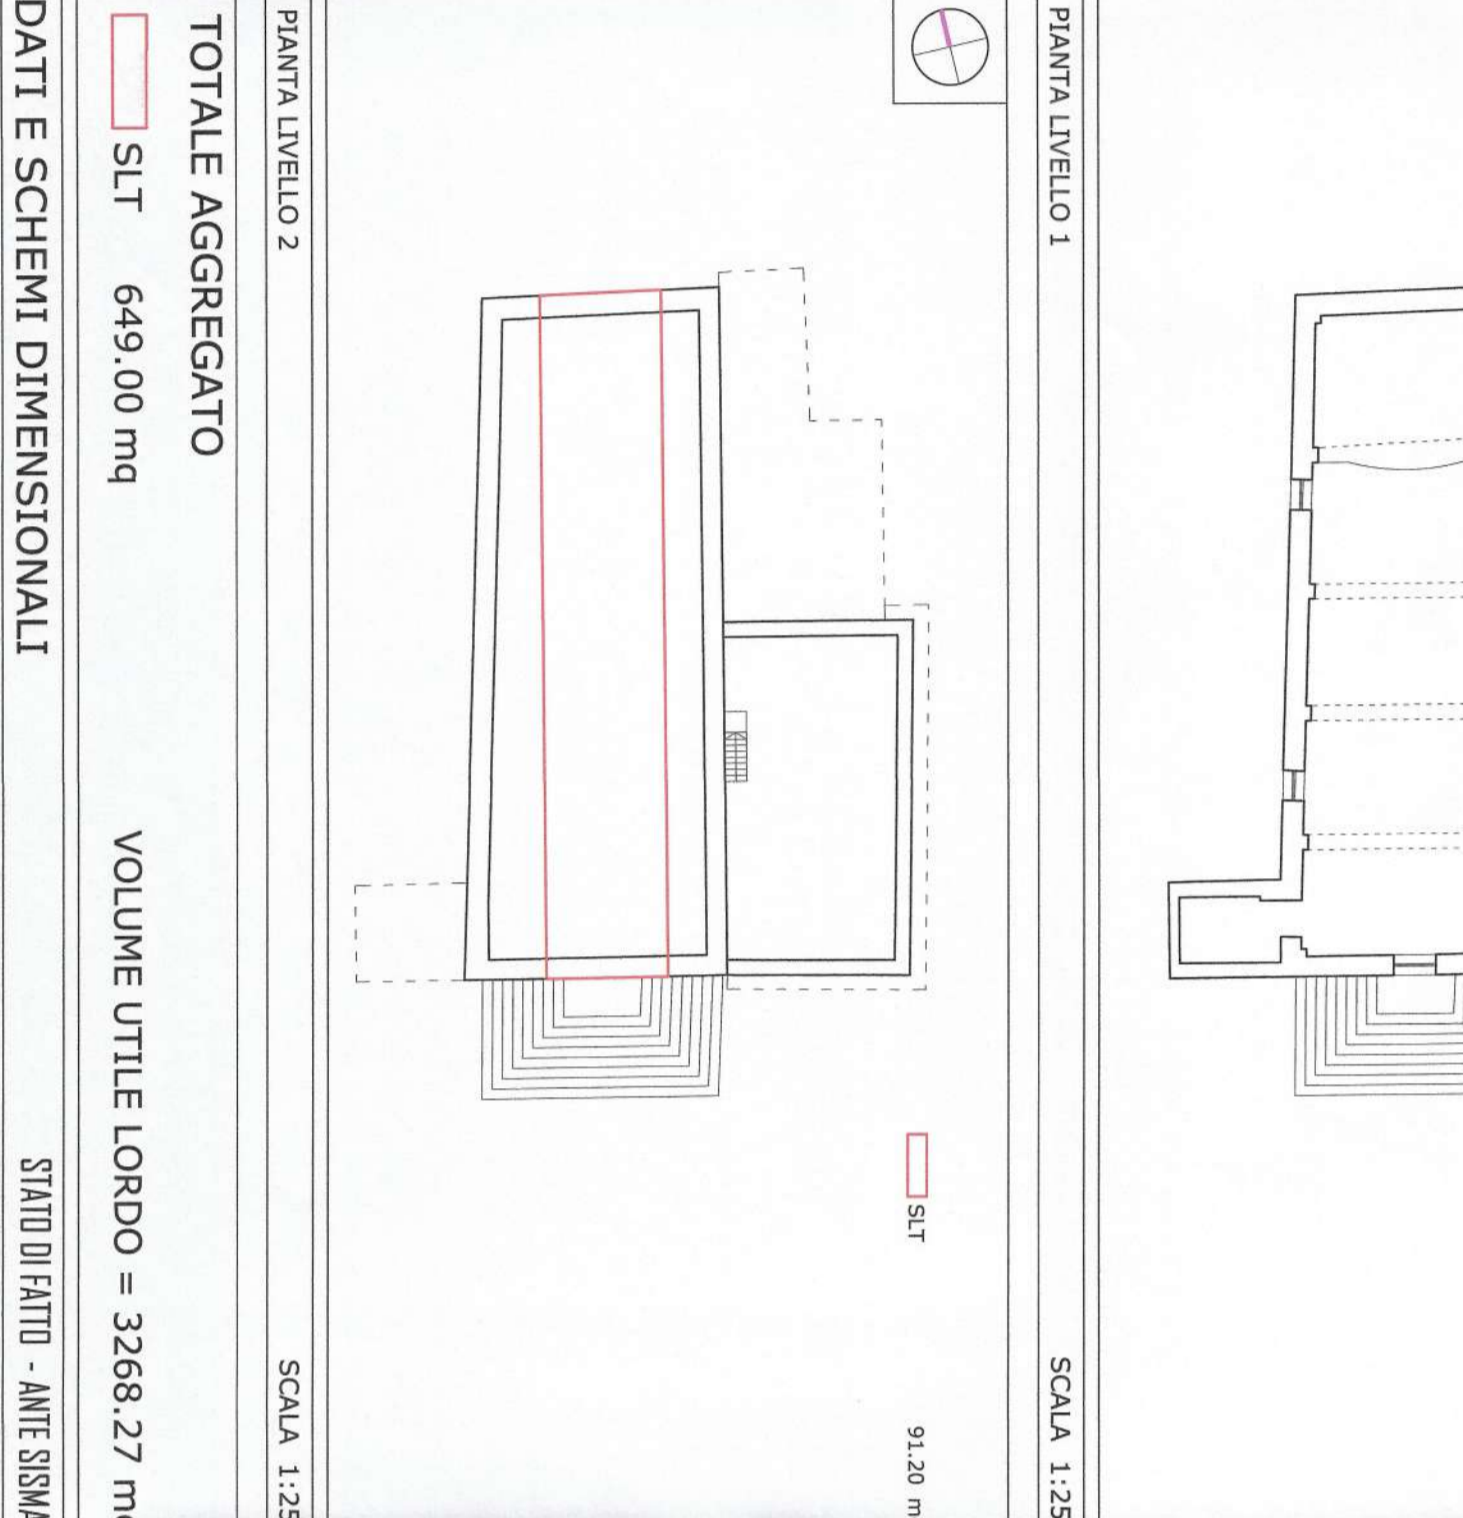 PIANTA LIVELLO 1 SCALA 1:25
SLT 91.20 m
PIANTA LIVELLO 2 SCALA 1:25
TOTALE AGGREGATO
SLT 649.00 mq VOLUME UTILE LORDO = 3268.27 mc
DATI E SCHEMI DIMENSIONALI STATO DI FATTO - ANTE SISMA